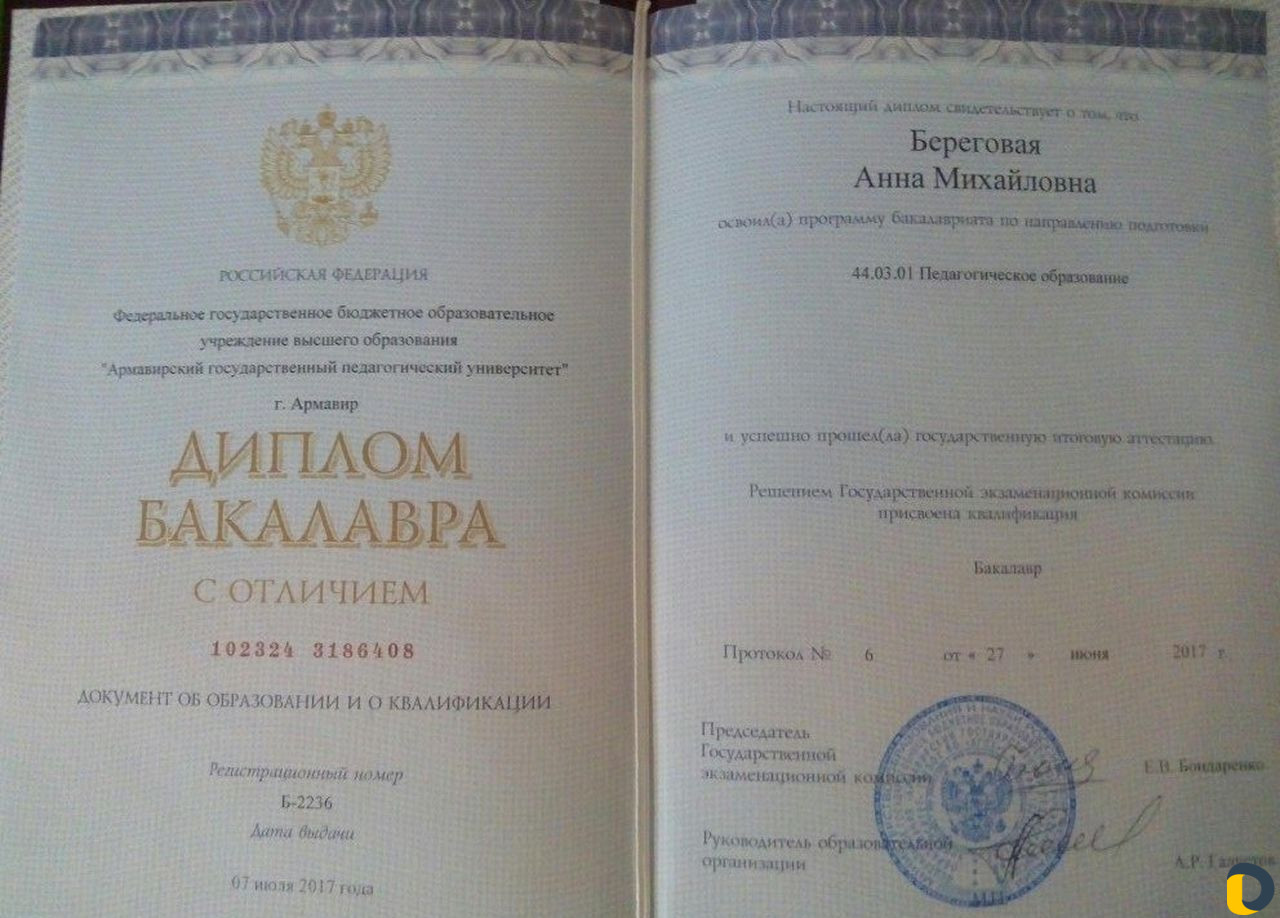 РОССИЙСКАЯ ФЕДЕРАЦИЯ
Федеральное государственное бюджетное образовательное
учреждение высшего образования
"Армавирский государственный педагогический университет"
г. Армавир
ДИПЛОМ
БАКАЛАВРА
С ОТЛИЧИЕМ
102324 3186408
ДОКУМЕНТ ОБ ОБРАЗОВАНИИ И О КВАЛИФИКАЦИИ
Регистрационный номер
Б-2236
Дата выдачи
07 июля 2017 года
Настоящий диплом свидетельствует о том, что
Береговая
Анна Михайловна
освоил(а) программу бакалавриата по направлению подготовки
44.03.01 Педагогическое образование
и успешно прошел(ла) государственную итоговую аттестацию
Решением Государственной экзаменационной комиссии
присвоена квалификация
Бакалавр
Протокол № 6 от « 27 » июня 2017 г.
Председатель
Государственной
экзаменационной комиссии
Е.В. Бондаренко
Руководитель образовательной
организации
А.Р.
М.П.